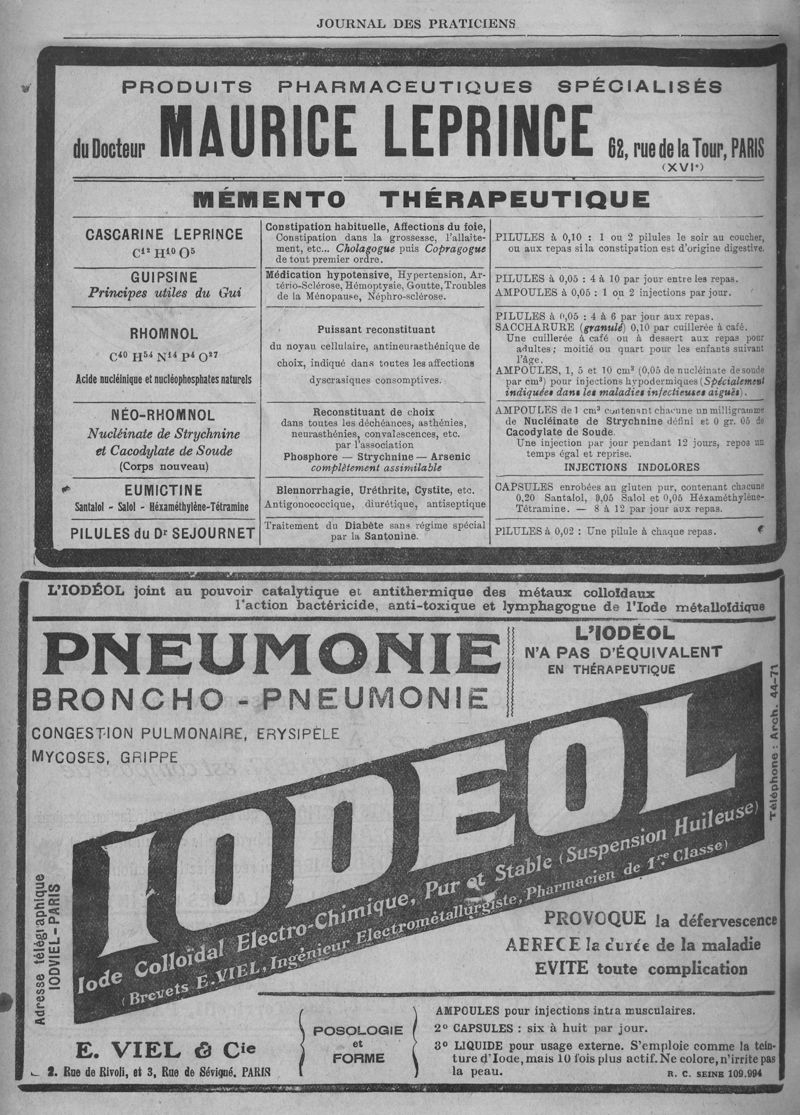 JOURNAL DES PRATICIENS
PRODUITS PHARMACEUTIQUES SPÉCIALISÉS
du Docteur MAURICE LEPRINCE 62, rue de la Tour, PARIS
(XVIᵉ)
MÉMENTO THÉRAPEUTIQUE
CASCARINE LEPRINCE
C¹² H¹⁰ O⁵
Constipation habituelle, Affections du foie,
Constipation dans la grossesse, l'allaite-
ment, etc... Cholagogue puis Copragogue
de tout premier ordre.
PILULES à 0,10 : 1 ou 2 pilules le soir au coucher,
ou aux repas si la constipation est d'origine digestive.
GUIPSINE
Principes utiles du Gui
Médication hypotensive, Hypertension, Ar-
tério-Sclérose, Hémoptysie, Goutte, Troubles
de la Ménopause, Néphro-sclérose.
PILULES à 0,05 : 4 à 10 par jour entre les repas.
AMPOULES à 0,05 : 1 ou 2 injections par jour.
RHOMNOL
C⁴⁰ H⁵⁴ N¹⁴ P⁴ O²⁷
Acide nucléinique et nucléophosphates naturels
Puissant reconstituant
du noyau cellulaire, antineurasthénique de
choix, indiqué dans toutes les affections
dyscrasiques consomptives.
PILULES à 0,05 : 4 à 6 par jour aux repas.
SACCHARURE (granulé) 0,10 par cuillerée à café.
Une cuillerée à café ou à dessert aux repas pour
adultes; moitié ou quart pour les enfants suivant
l'âge.
AMPOULES, 1, 5 et 10 cm³ (0,05 de nucléinate de soude
par cm³) pour injections hypodermiques (Spécialement
indiquées dans les maladies infectieuses aiguës).
NÉO-RHOMNOL
Nucléinate de Strychnine
et Cacodylate de Soude
(Corps nouveau)
Reconstituant de choix
dans toutes les déchéances, asthénies,
neurasthénies, convalescences, etc.
par l'association
Phosphore — Strychnine — Arsenic
complètement assimilable
AMPOULES de 1 cm³ contenant chacune un milligramme
de Nucléinate de Strychnine défini et 0 gr. 05 de
Cacodylate de Soude.
Une injection par jour pendant 12 jours, repos un
temps égal et reprise.
INJECTIONS INDOLORES
EUMICTINE
Santalol - Salol - Héxaméthylène-Tétramine
Blennorrhagie, Uréthrite, Cystite, etc.
Antigonococcique, diurétique, antiseptique
CAPSULES enrobées au gluten pur, contenant chacune
0,20 Santalol, 0,05 Salol et 0,05 Héxaméthylène-
Tétramine. — 8 à 12 par jour aux repas.
PILULES du Dʳ SEJOURNET
Traitement du Diabète sans régime spécial
par la Santonine.
PILULES à 0,02 : Une pilule à chaque repas.
L'IODÉOL joint au pouvoir catalytique et antithermique des métaux colloïdaux
l'action bactéricide, anti-toxique et lymphagogue de l'Iode métalloïdique
PNEUMONIE
BRONCHO - PNEUMONIE
CONGESTION PULMONAIRE, ERYSIPÈLE
MYCOSES, GRIPPE
L'IODÉOL
N'A PAS D'ÉQUIVALENT
EN THÉRAPEUTIQUE
Téléphone : Arch. 44-71
IODEOL
Iode Colloïdal Electro-Chimique, Pur et Stable (Suspension Huileuse)
(Brevets E. VIEL, Ingénieur Electrométallurgiste, Pharmacien de 1ʳᵉ Classe)
Adresse télégraphique
IODVIEL-PARIS
PROVOQUE la défervescence
ABREGE la durée de la maladie
EVITE toute complication
E. VIEL & Cie
2. Rue de Rivoli, et 3, Rue de Sévigné, PARIS
POSOLOGIE
et
FORME
AMPOULES pour injections intra musculaires.
2º CAPSULES : six à huit par jour.
3º LIQUIDE pour usage externe. S'emploie comme la tein-
ture d'Iode, mais 10 fois plus actif. Ne colore, n'irrite pas
la peau.
R. C. SEINE 109.994